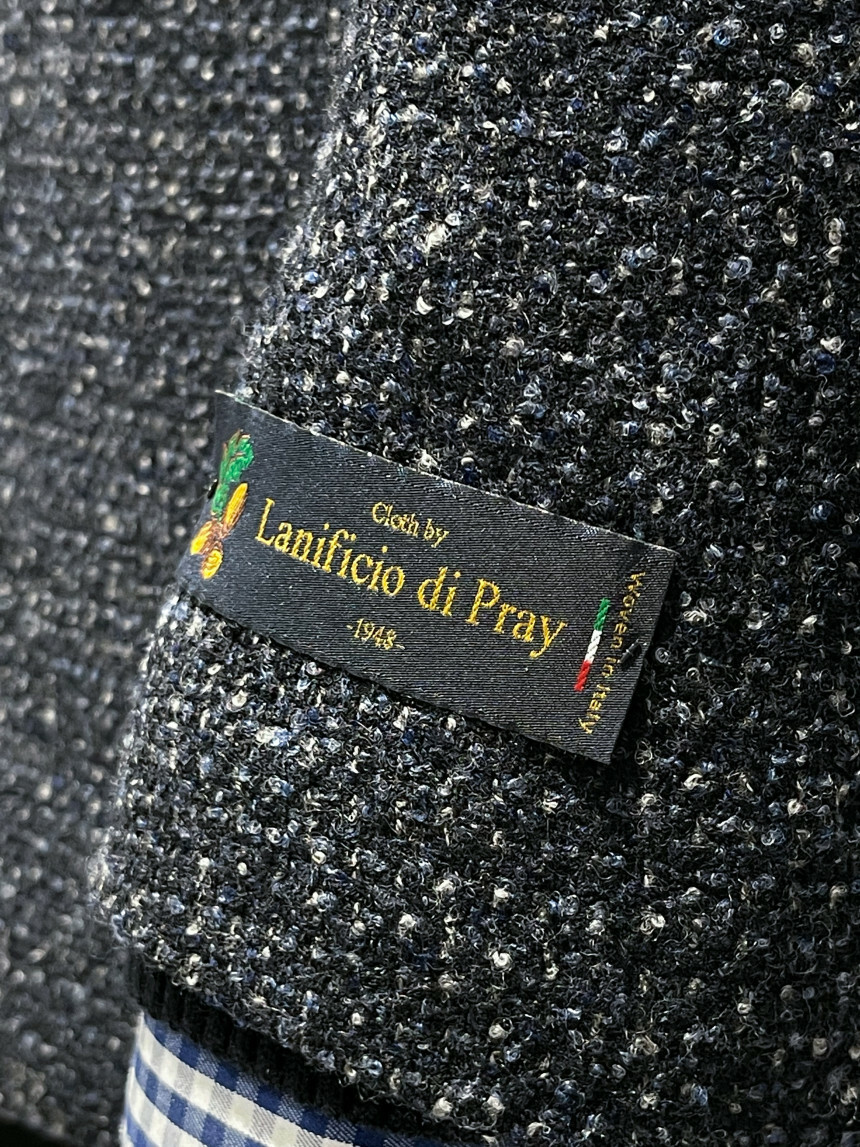 Cloth by
Lanificio di Pray
-1948-
Woven in Italy